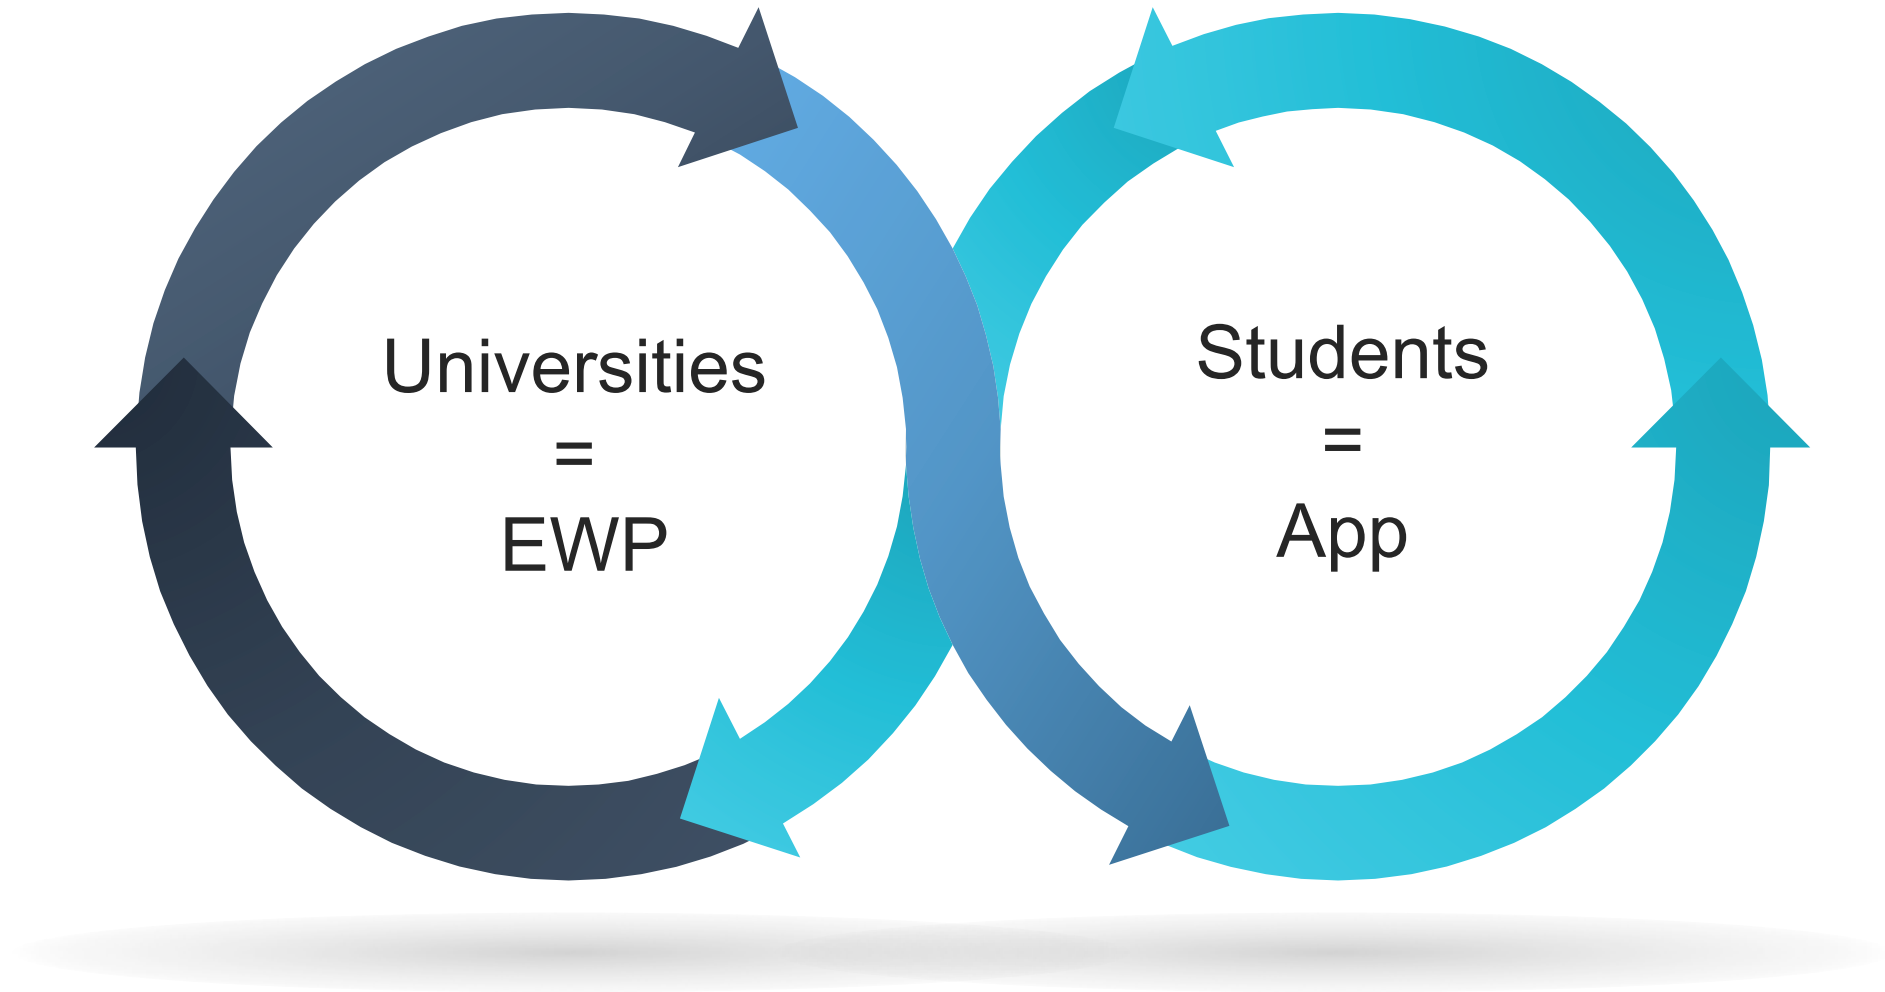 Universities
=
EWP
Students
=
App